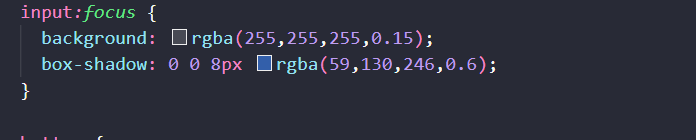 input:focus {
background: rgba(255,255,255,0.15);
box-shadow: 0 0 8px rgba(59,130,246,0.6);
}